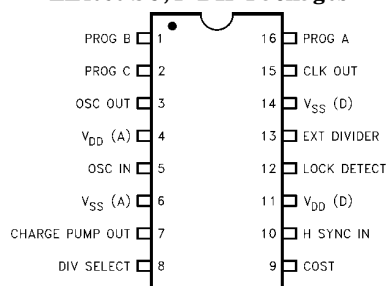 Packages
PROG B 1 16 PROG A
PROG C 2 15 CLK OUT
OSC OUT 3 14 VSS (D)
VDD (A) 4 13 EXT DIVIDER
OSC IN 5 12 LOCK DETECT
VSS (A) 6 11 VDD (D)
CHARGE PUMP OUT 7 10 H SYNC IN
DIV SELECT 8 9 COST